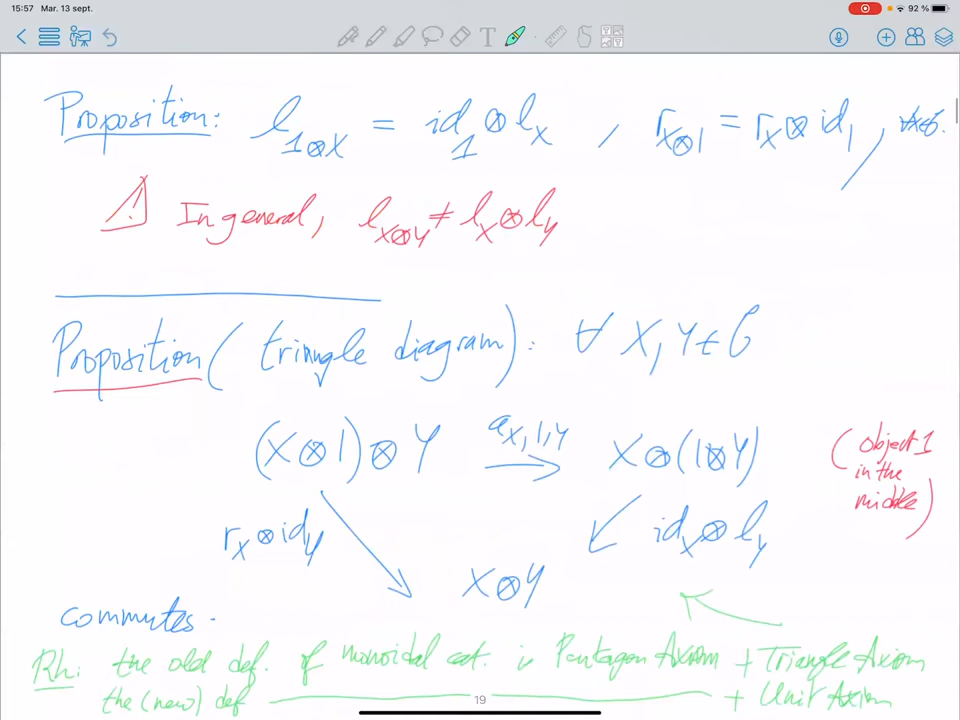 15:57 Mar. 13 sept. 92 %
Proposition: l_{1⊗X} = id_1 ⊗ l_X , r_{X⊗1} = r_X ⊗ id_1,
⚠ In general, l_{X⊗Y} ≠ l_X ⊗ l_Y
Proposition (triangle diagram): ∀ X, Y ∈ C
(X⊗1)⊗Y a_{X,1,Y} → X⊗(1⊗Y)
(object 1
in the
middle)
r_X ⊗ id_Y id_X ⊗ l_Y
X⊗Y
commutes.
Rk: the old def. of monoidal cat. is Pentagon Axiom + Triangle Axiom
the (new) def + Unit Axiom
19